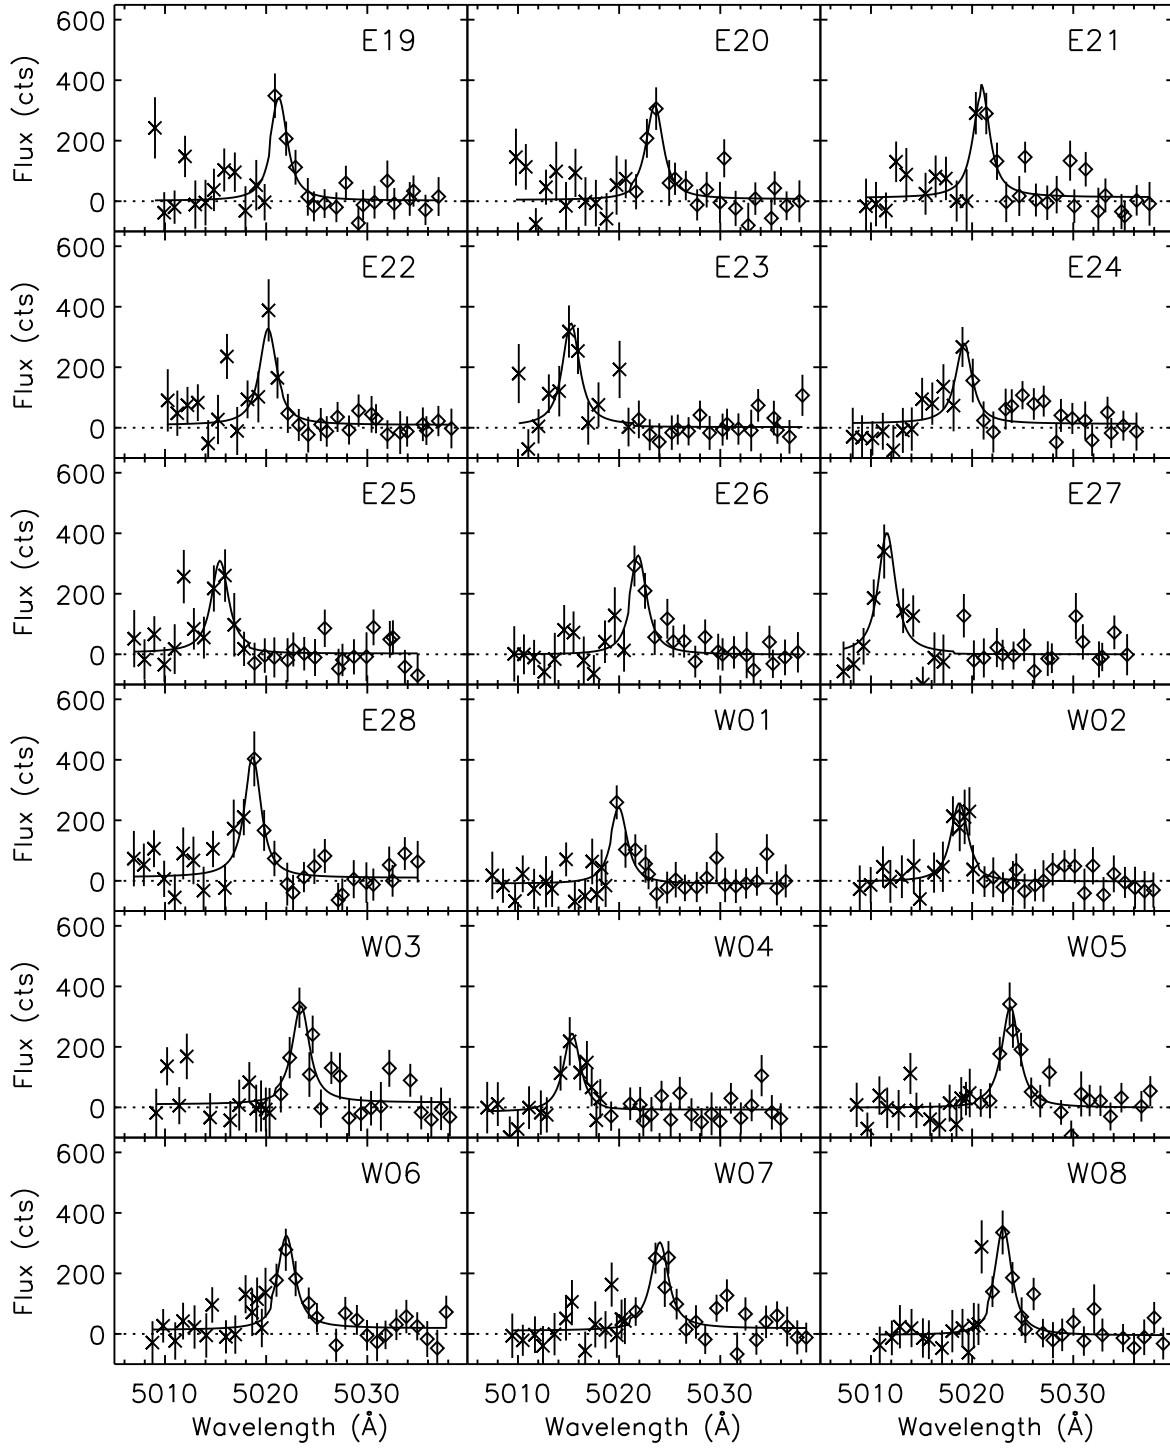 600
400
200
0
Flux (cts)
E19
E20
E21
600
400
200
0
Flux (cts)
E22
E23
E24
600
400
200
0
Flux (cts)
E25
E26
E27
600
400
200
0
Flux (cts)
E28
W01
W02
600
400
200
0
Flux (cts)
W03
W04
W05
600
400
200
0
Flux (cts)
W06
W07
W08
5010 5020 5030
5010 5020 5030
5010 5020 5030
Wavelength (Å)
Wavelength (Å)
Wavelength (Å)